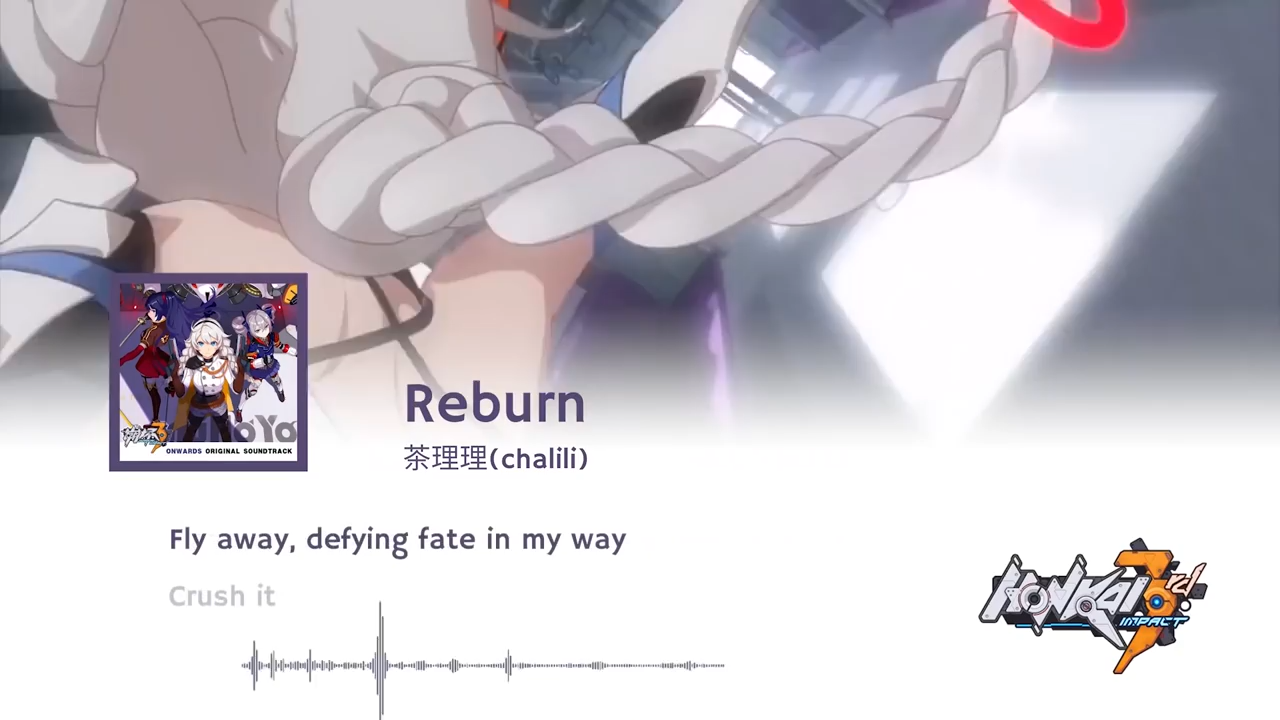 Reburn
茶理理(chalili)
ONWARDS ORIGINAL SOUNDTRACK
Fly away, defying fate in my way
Crush it
HONKAI 3rd
IMPACT